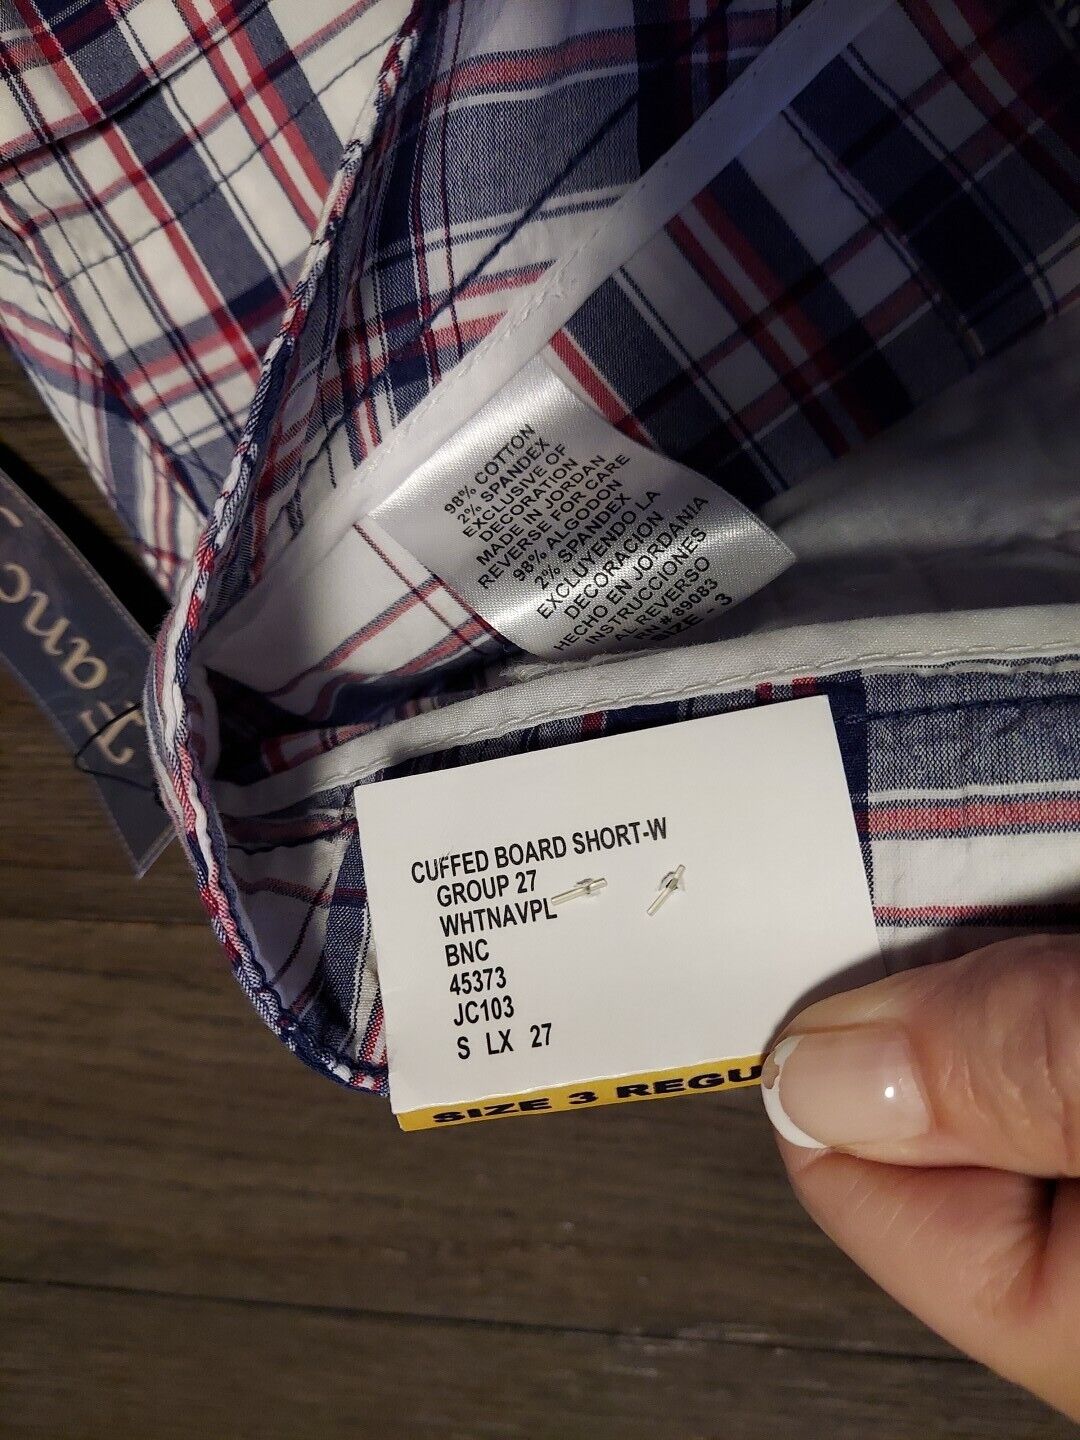 98% COTTON
2% SPANDEX
EXCLUSIVE OF
DECORATION
MADE IN JORDAN
REVERSE FOR CARE
98% ALGODON
2% SPANDEX
EXCLUYENDO LA
DECORACION
HECHO EN JORDANIA
INSTRUCCIONES
AL REVERSO
RN # 89083
SIZE - 3
CUFFED BOARD SHORT-W
GROUP 27
WHTNAVPL
BNC
45373
JC103
S LX 27
SIZE 3 REGU